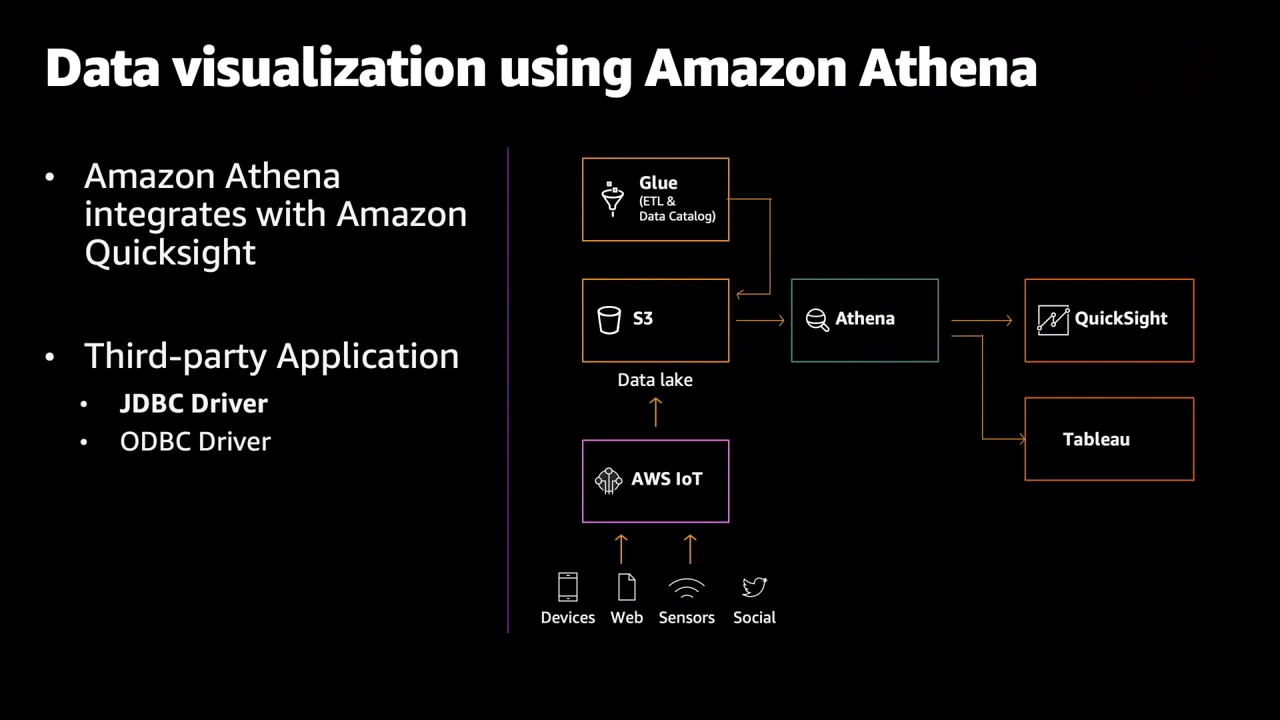 Data visualization using Amazon Athena
• Amazon Athena
integrates with Amazon
Quicksight
• Third-party Application
• JDBC Driver
• ODBC Driver
Glue
(ETL &
Data Catalog)
S3
Data lake
Athena
QuickSight
Tableau
AWS IoT
Devices
Web
Sensors
Social